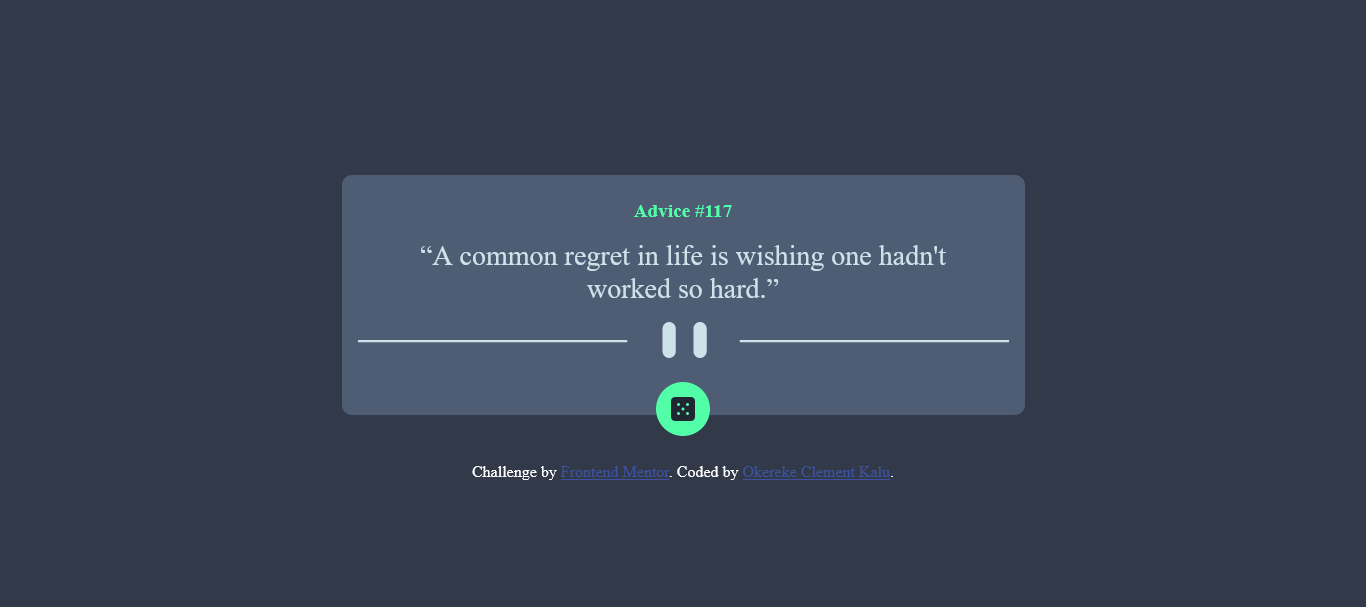 Advice #117
“A common regret in life is wishing one hadn't
worked so hard.”
Challenge by Frontend Mentor. Coded by Okereke Clement Kalu.